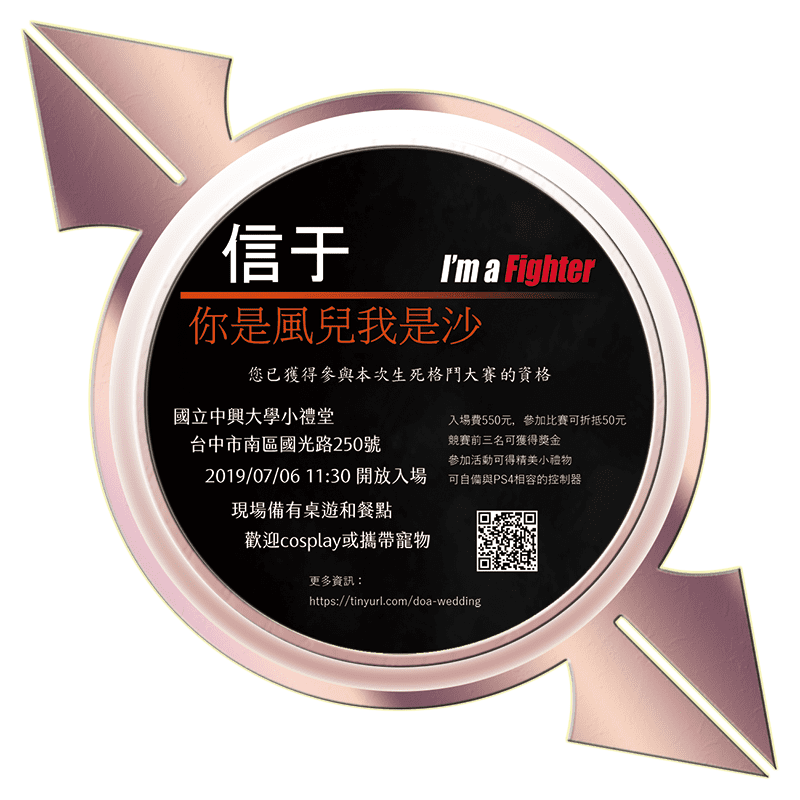 信于
I'm a Fighter
你是風兒我是沙
您已獲得參與本次生死格鬥大賽的資格
國立中興大學小禮堂
台中市南區國光路250號
2019/07/06 11:30 開放入場
現場備有桌遊和餐點
歡迎cosplay或攜帶寵物
入場費550元，參加比賽可折抵50元
競賽前三名可獲得獎金
參加活動可得精美小禮物
可自備與PS4相容的控制器
更多資訊：
https://tinyurl.com/doa-wedding